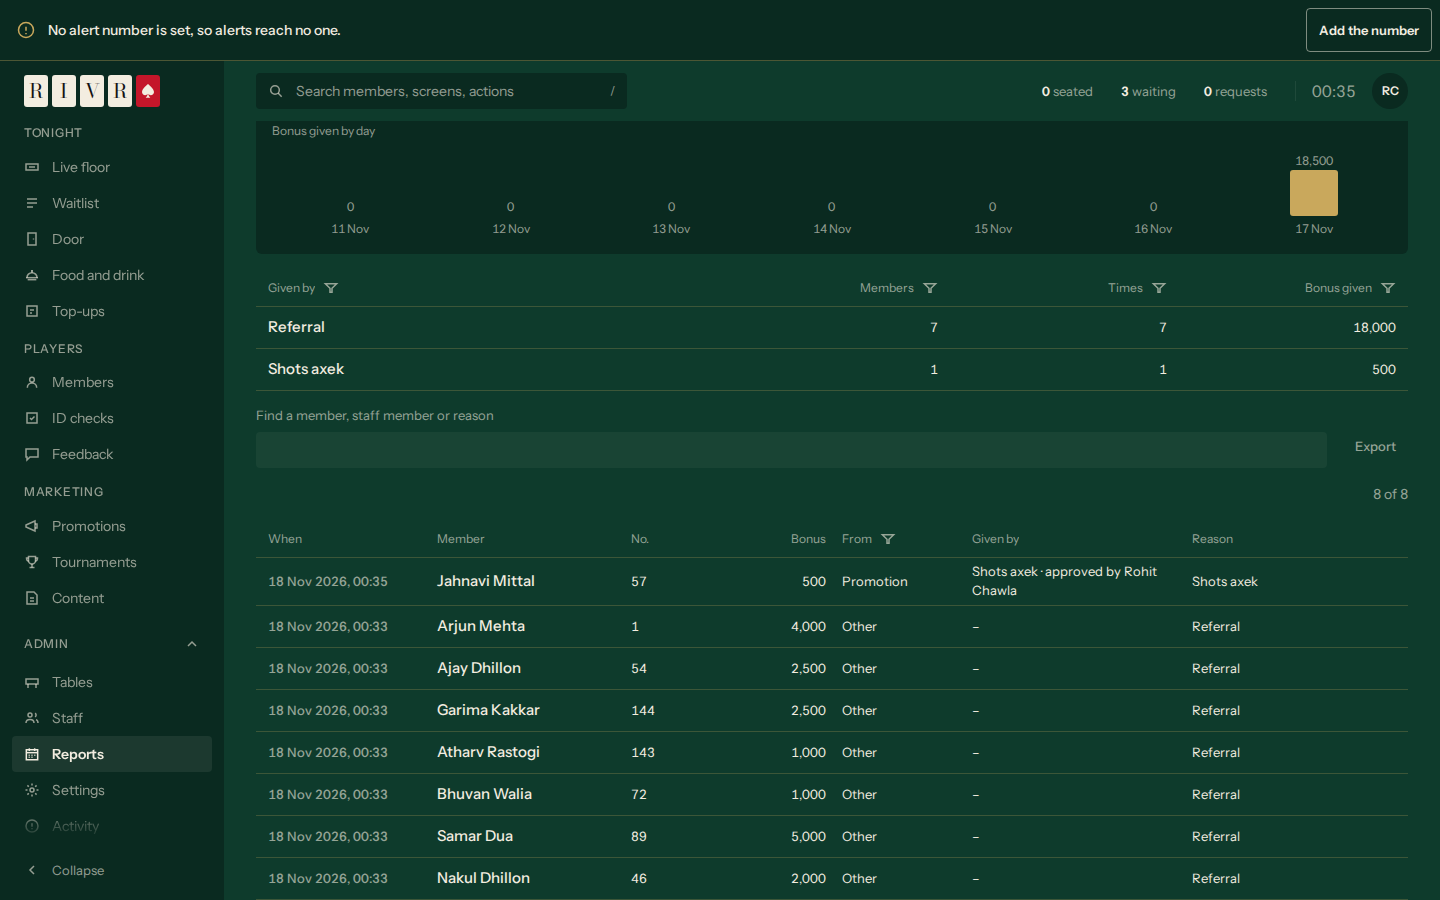 No alert number is set, so alerts reach no one.
Add the number
R I V R
Search members, screens, actions /
0 seated 3 waiting 0 requests 00:35 RC
TONIGHT
Live floor
Waitlist
Door
Food and drink
Top-ups
PLAYERS
Members
ID checks
Feedback
MARKETING
Promotions
Tournaments
Content
ADMIN
Tables
Staff
Reports
Settings
Activity
Collapse
Bonus given by day
0 0 0 0 0 0 18,500
11 Nov 12 Nov 13 Nov 14 Nov 15 Nov 16 Nov 17 Nov
Given by Members Times Bonus given
Referral 7 7 18,000
Shots axek 1 1 500
Find a member, staff member or reason
Export
8 of 8
When Member No. Bonus From Given by Reason
18 Nov 2026, 00:35 Jahnavi Mittal 57 500 Promotion Shots axek · approved by Rohit Chawla Shots axek
18 Nov 2026, 00:33 Arjun Mehta 1 4,000 Other – Referral
18 Nov 2026, 00:33 Ajay Dhillon 54 2,500 Other – Referral
18 Nov 2026, 00:33 Garima Kakkar 144 2,500 Other – Referral
18 Nov 2026, 00:33 Atharv Rastogi 143 1,000 Other – Referral
18 Nov 2026, 00:33 Bhuvan Walia 72 1,000 Other – Referral
18 Nov 2026, 00:33 Samar Dua 89 5,000 Other – Referral
18 Nov 2026, 00:33 Nakul Dhillon 46 2,000 Other – Referral